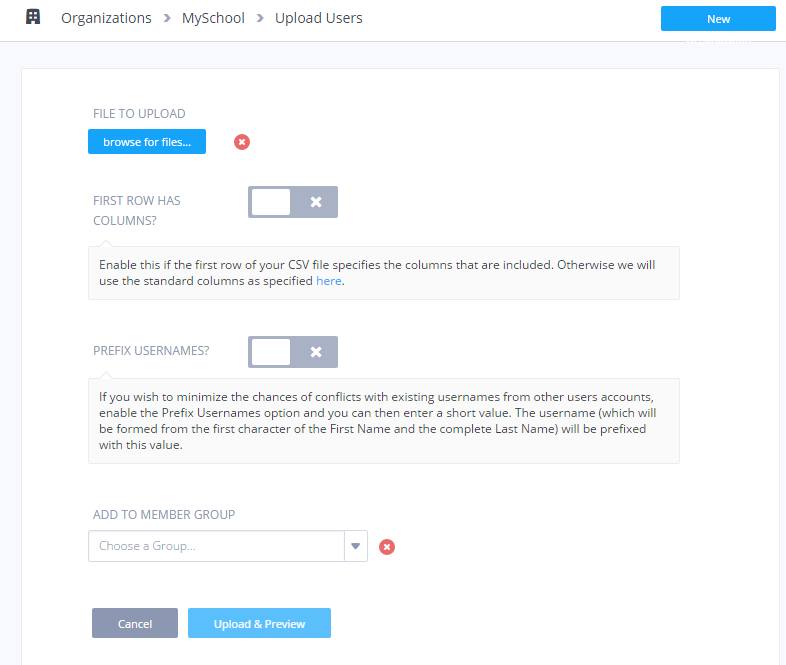 Organizations > MySchool > Upload Users
New
FILE TO UPLOAD
browse for files...
FIRST ROW HAS
COLUMNS?
Enable this if the first row of your CSV file specifies the columns that are included. Otherwise we will
use the standard columns as specified here.
PREFIX USERNAMES?
If you wish to minimize the chances of conflicts with existing usernames from other users accounts,
enable the Prefix Usernames option and you can then enter a short value. The username (which will
be formed from the first character of the First Name and the complete Last Name) will be prefixed
with this value.
ADD TO MEMBER GROUP
Choose a Group...
Cancel
Upload & Preview